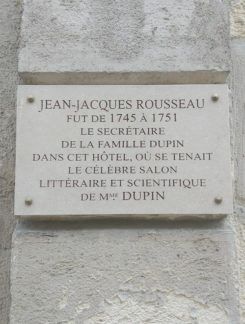 JEAN-JACQUES ROUSSEAU
FUT DE 1745 À 1751
LE SECRÉTAIRE
DE LA FAMILLE DUPIN
DANS CET HÔTEL, OÙ SE TENAIT
LE CÉLÈBRE SALON
LITTÉRAIRE ET SCIENTIFIQUE
DE Mᴹᴱ DUPIN